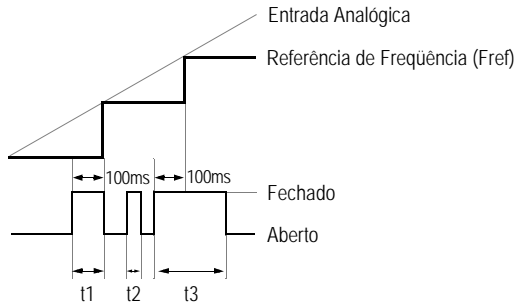 Entrada Analógica
Referência de Freqüência (Fref)
100ms
100ms
Fechado
Aberto
t1
t2
t3